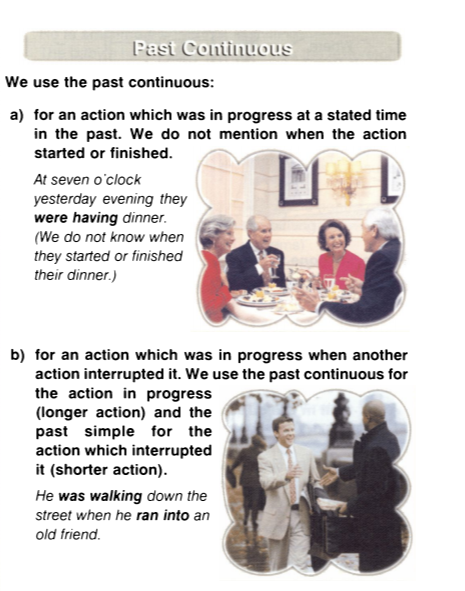 Past Continuous
We use the past continuous:
a) for an action which was in progress at a stated time
in the past. We do not mention when the action
started or finished.
At seven o'clock
yesterday evening they
were having dinner.
(We do not know when
they started or finished
their dinner.)
b) for an action which was in progress when another
action interrupted it. We use the past continuous for
the action in progress
(longer action) and the
past simple for the
action which interrupted
it (shorter action).
He was walking down the
street when he ran into an
old friend.